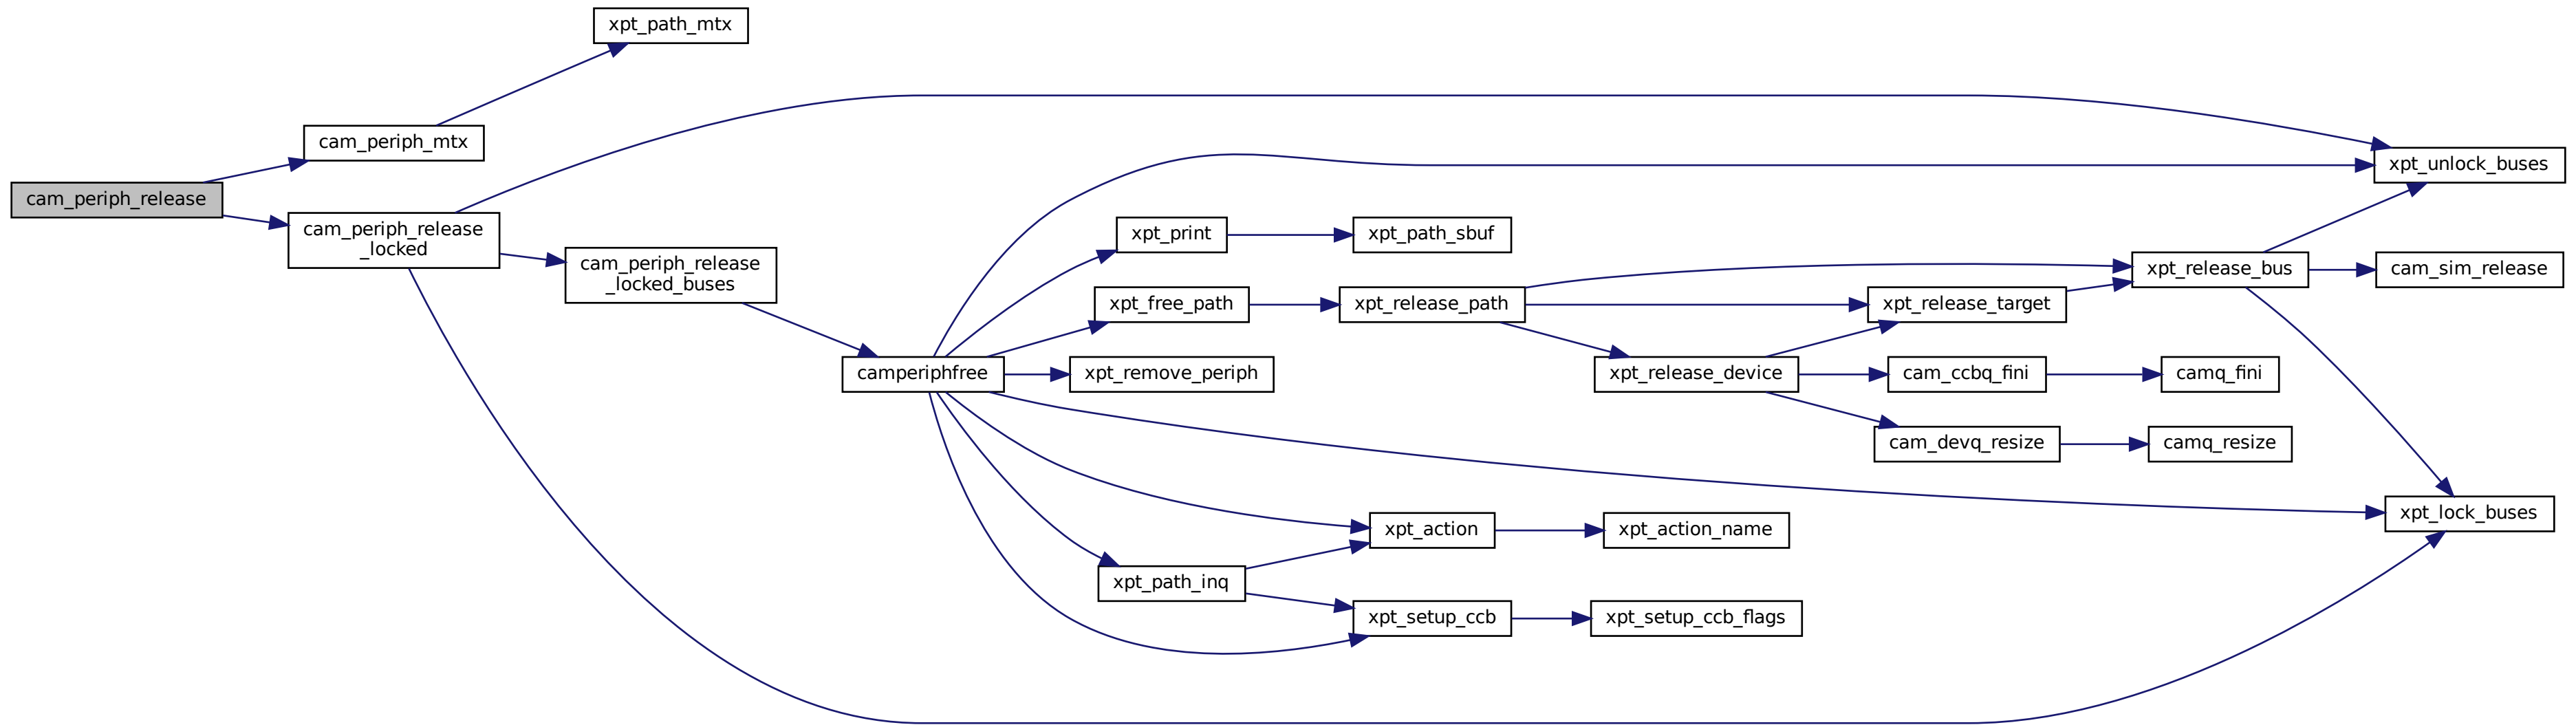 xpt_path_mtx
cam_periph_mtx
xpt_unlock_buses
cam_periph_release
cam_periph_release
_locked
xpt_print
xpt_path_sbuf
cam_periph_release
_locked_buses
xpt_release_bus
cam_sim_release
xpt_free_path
xpt_release_path
xpt_release_target
camperiphfree
xpt_remove_periph
xpt_release_device
cam_ccbq_fini
camq_fini
cam_devq_resize
camq_resize
xpt_lock_buses
xpt_action
xpt_action_name
xpt_path_inq
xpt_setup_ccb
xpt_setup_ccb_flags